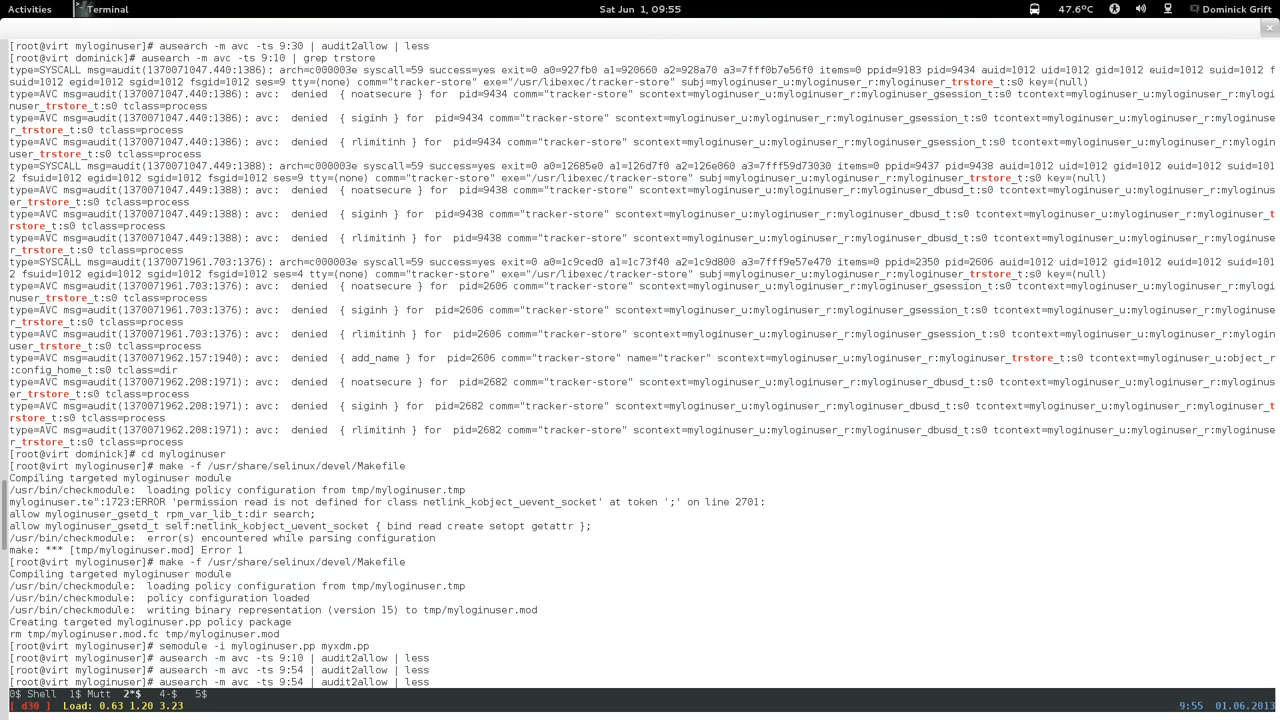 Activities Terminal Sat Jun 1, 09:55 47.6°C Dominick Grift
[root@virt myloginuser]# ausearch -m avc -ts 9:30 | audit2allow | less
[root@virt dominick]# ausearch -m avc -ts 9:10 | grep trstore
type=SYSCALL msg=audit(1370071047.440:1386): arch=c000003e syscall=59 success=yes exit=0 a0=927fb0 a1=920660 a2=928a70 a3=7fff0b7e56f0 items=0 ppid=9183 pid=9434 auid=1012 uid=1012 gid=1012 euid=1012 suid=1012 f
suid=1012 egid=1012 sgid=1012 fsgid=1012 ses=9 tty=(none) comm="tracker-store" exe="/usr/libexec/tracker-store" subj=myloginuser_u:myloginuser_r:myloginuser_trstore_t:s0 key=(null)
type=AVC msg=audit(1370071047.440:1386): avc:  denied  { noatsecure } for  pid=9434 comm="tracker-store" scontext=myloginuser_u:myloginuser_r:myloginuser_gsession_t:s0 tcontext=myloginuser_u:myloginuser_r:mylogi
nuser_trstore_t:s0 tclass=process
type=AVC msg=audit(1370071047.440:1386): avc:  denied  { siginh } for  pid=9434 comm="tracker-store" scontext=myloginuser_u:myloginuser_r:myloginuser_gsession_t:s0 tcontext=myloginuser_u:myloginuser_r:myloginuse
r_trstore_t:s0 tclass=process
type=AVC msg=audit(1370071047.440:1386): avc:  denied  { rlimitinh } for  pid=9434 comm="tracker-store" scontext=myloginuser_u:myloginuser_r:myloginuser_gsession_t:s0 tcontext=myloginuser_u:myloginuser_r:mylogin
user_trstore_t:s0 tclass=process
type=SYSCALL msg=audit(1370071047.449:1388): arch=c000003e syscall=59 success=yes exit=0 a0=12685e0 a1=126d7f0 a2=126e060 a3=7fff59d73030 items=0 ppid=9437 pid=9438 auid=1012 uid=1012 gid=1012 euid=1012 suid=101
2 fsuid=1012 egid=1012 sgid=1012 fsgid=1012 ses=9 tty=(none) comm="tracker-store" exe="/usr/libexec/tracker-store" subj=myloginuser_u:myloginuser_r:myloginuser_trstore_t:s0 key=(null)
type=AVC msg=audit(1370071047.449:1388): avc:  denied  { noatsecure } for  pid=9438 comm="tracker-store" scontext=myloginuser_u:myloginuser_r:myloginuser_dbusd_t:s0 tcontext=myloginuser_u:myloginuser_r:myloginus
er_trstore_t:s0 tclass=process
type=AVC msg=audit(1370071047.449:1388): avc:  denied  { siginh } for  pid=9438 comm="tracker-store" scontext=myloginuser_u:myloginuser_r:myloginuser_dbusd_t:s0 tcontext=myloginuser_u:myloginuser_r:myloginuser_t
rstore_t:s0 tclass=process
type=AVC msg=audit(1370071047.449:1388): avc:  denied  { rlimitinh } for  pid=9438 comm="tracker-store" scontext=myloginuser_u:myloginuser_r:myloginuser_dbusd_t:s0 tcontext=myloginuser_u:myloginuser_r:myloginuse
r_trstore_t:s0 tclass=process
type=SYSCALL msg=audit(1370071961.703:1376): arch=c000003e syscall=59 success=yes exit=0 a0=1c9ced0 a1=1c73f40 a2=1c9d800 a3=7fff9e57e470 items=0 ppid=2350 pid=2606 auid=1012 uid=1012 gid=1012 euid=1012 suid=101
2 fsuid=1012 egid=1012 sgid=1012 fsgid=1012 ses=4 tty=(none) comm="tracker-store" exe="/usr/libexec/tracker-store" subj=myloginuser_u:myloginuser_r:myloginuser_trstore_t:s0 key=(null)
type=AVC msg=audit(1370071961.703:1376): avc:  denied  { noatsecure } for  pid=2606 comm="tracker-store" scontext=myloginuser_u:myloginuser_r:myloginuser_gsession_t:s0 tcontext=myloginuser_u:myloginuser_r:mylogi
nuser_trstore_t:s0 tclass=process
type=AVC msg=audit(1370071961.703:1376): avc:  denied  { siginh } for  pid=2606 comm="tracker-store" scontext=myloginuser_u:myloginuser_r:myloginuser_gsession_t:s0 tcontext=myloginuser_u:myloginuser_r:myloginuse
r_trstore_t:s0 tclass=process
type=AVC msg=audit(1370071961.703:1376): avc:  denied  { rlimitinh } for  pid=2606 comm="tracker-store" scontext=myloginuser_u:myloginuser_r:myloginuser_gsession_t:s0 tcontext=myloginuser_u:myloginuser_r:mylogin
user_trstore_t:s0 tclass=process
type=AVC msg=audit(1370071962.157:1940): avc:  denied  { add_name } for  pid=2606 comm="tracker-store" name="tracker" scontext=myloginuser_u:myloginuser_r:myloginuser_trstore_t:s0 tcontext=myloginuser_u:object_r
:config_home_t:s0 tclass=dir
type=AVC msg=audit(1370071962.208:1971): avc:  denied  { noatsecure } for  pid=2682 comm="tracker-store" scontext=myloginuser_u:myloginuser_r:myloginuser_dbusd_t:s0 tcontext=myloginuser_u:myloginuser_r:myloginus
er_trstore_t:s0 tclass=process
type=AVC msg=audit(1370071962.208:1971): avc:  denied  { siginh } for  pid=2682 comm="tracker-store" scontext=myloginuser_u:myloginuser_r:myloginuser_dbusd_t:s0 tcontext=myloginuser_u:myloginuser_r:myloginuser_t
rstore_t:s0 tclass=process
type=AVC msg=audit(1370071962.208:1971): avc:  denied  { rlimitinh } for  pid=2682 comm="tracker-store" scontext=myloginuser_u:myloginuser_r:myloginuser_dbusd_t:s0 tcontext=myloginuser_u:myloginuser_r:myloginuse
r_trstore_t:s0 tclass=process
[root@virt dominick]# cd myloginuser
[root@virt myloginuser]# make -f /usr/share/selinux/devel/Makefile
Compiling targeted myloginuser module
/usr/bin/checkmodule:  loading policy configuration from tmp/myloginuser.tmp
myloginuser.te":1723:ERROR 'permission read is not defined for class netlink_kobject_uevent_socket' at token ';' on line 2701:
allow myloginuser_gsetd_t rpm_var_lib_t:dir search;
allow myloginuser_gsetd_t self:netlink_kobject_uevent_socket { bind read create setopt getattr };
/usr/bin/checkmodule:  error(s) encountered while parsing configuration
make: *** [tmp/myloginuser.mod] Error 1
[root@virt myloginuser]# make -f /usr/share/selinux/devel/Makefile
Compiling targeted myloginuser module
/usr/bin/checkmodule:  loading policy configuration from tmp/myloginuser.tmp
/usr/bin/checkmodule:  policy configuration loaded
/usr/bin/checkmodule:  writing binary representation (version 15) to tmp/myloginuser.mod
Creating targeted myloginuser.pp policy package
rm tmp/myloginuser.mod.fc tmp/myloginuser.mod
[root@virt myloginuser]# semodule -i myloginuser.pp myxdm.pp
[root@virt myloginuser]# ausearch -m avc -ts 9:10 | audit2allow | less
[root@virt myloginuser]# ausearch -m avc -ts 9:54 | audit2allow | less
[root@virt myloginuser]# ausearch -m avc -ts 9:54 | audit2allow | less
0$ Shell  1$ Mutt  2*$  4-$  5$
[ d30 ]  Load: 0.63 1.20 3.23 9:55 01.06.2013